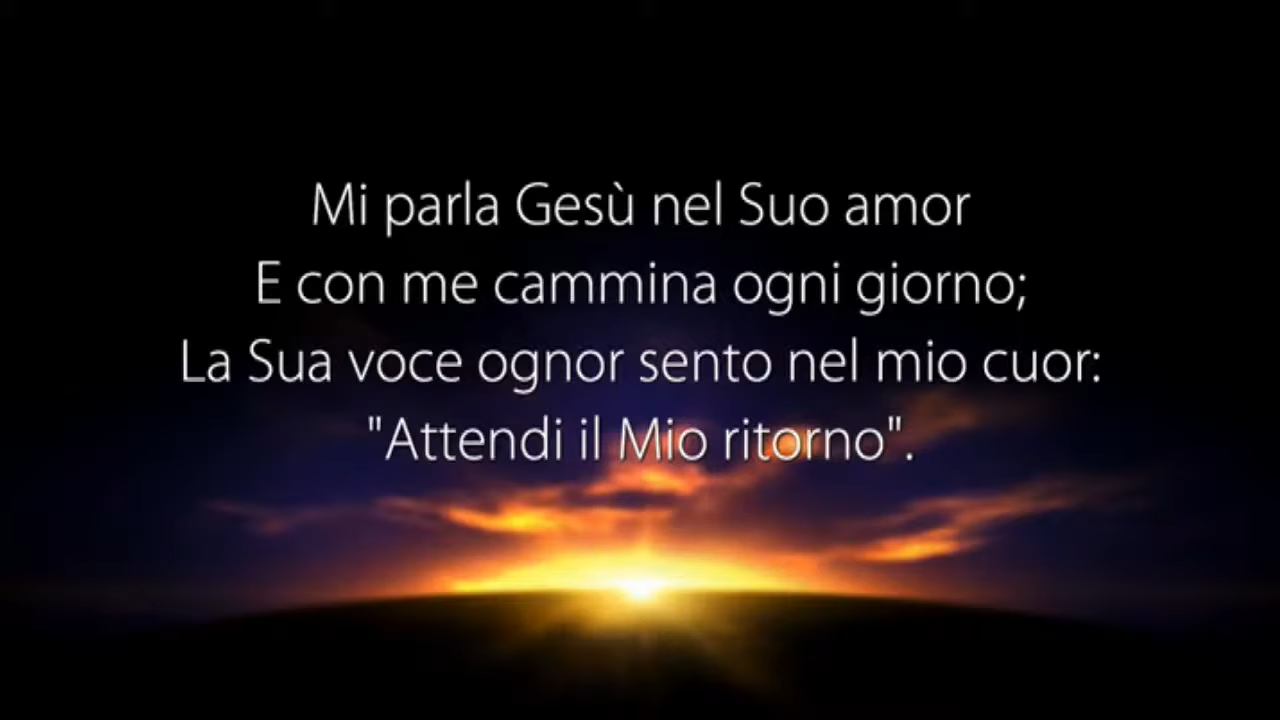 Mi parla Gesù nel Suo amor
E con me cammina ogni giorno;
La Sua voce ognor sento nel mio cuor:
"Attendi il Mio ritorno".